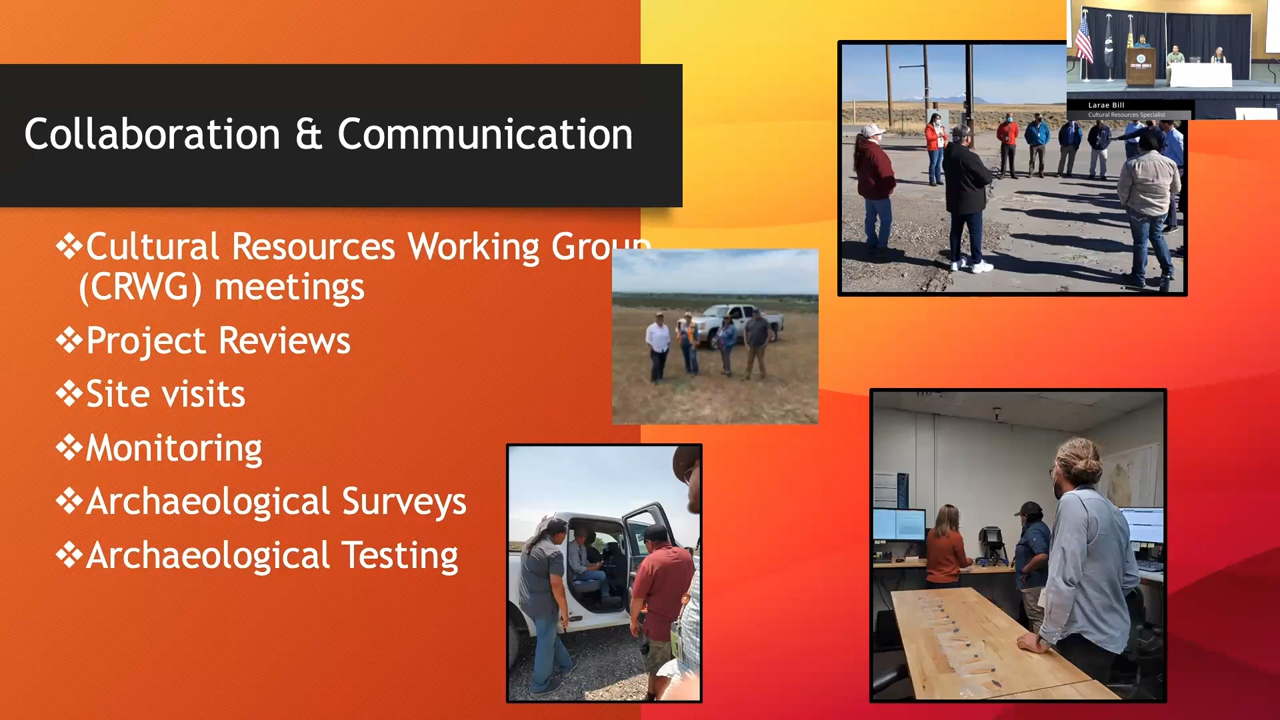 Collaboration & Communication
❖Cultural Resources Working Group
(CRWG) meetings
❖Project Reviews
❖Site visits
❖Monitoring
❖Archaeological Surveys
❖Archaeological Testing
Larae Bill
Cultural Resources Specialist